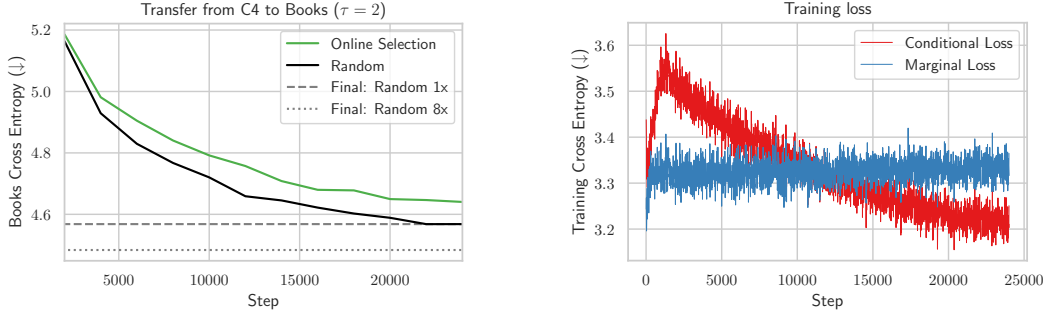 Transfer from C4 to Books (τ = 2)
Books Cross Entropy (↓)
5.2
5.0
4.8
4.6
Online Selection
Random
Final: Random 1x
Final: Random 8x
5000
10000
15000
20000
Step
Training loss
Training Cross Entropy (↓)
3.6
3.5
3.4
3.3
3.2
Conditional Loss
Marginal Loss
0
5000
10000
15000
20000
25000
Step